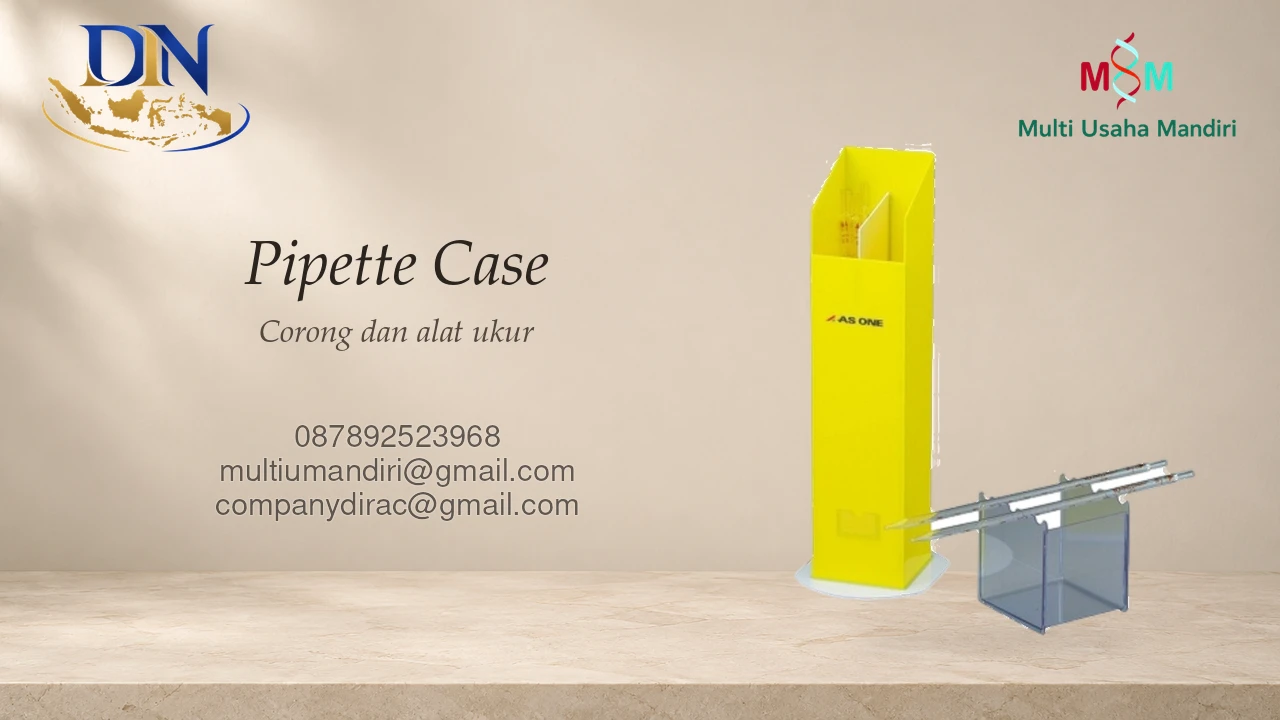 DN
M M
Multi Usaha Mandiri
Pipette Case
Corong dan alat ukur
AS ONE
087892523968
multiumandiri@gmail.com
companydirac@gmail.com